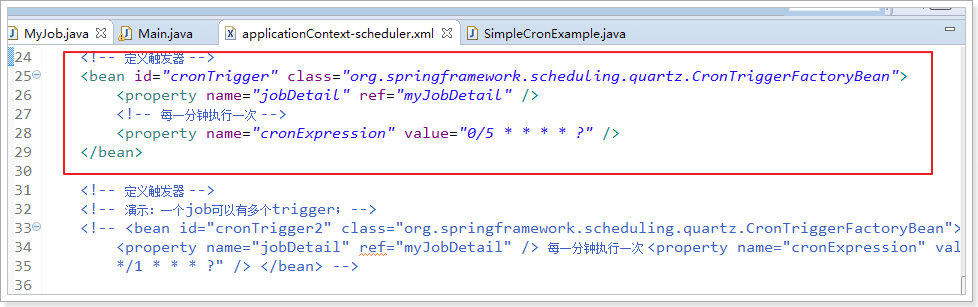 MyJob.java Main.java applicationContext-scheduler.xml SimpleCronExample.java
24 <!-- 定义触发器 -->
25 <bean id="cronTrigger" class="org.springframework.scheduling.quartz.CronTriggerFactoryBean">
26 <property name="jobDetail" ref="myJobDetail" />
27 <!-- 每一分钟执行一次 -->
28 <property name="cronExpression" value="0/5 * * * * ?" />
29 </bean>
30
31 <!-- 定义触发器 -->
32 <!-- 演示：一个job可以有多个trigger； -->
33 <!-- <bean id="cronTrigger2" class="org.springframework.scheduling.quartz.CronTriggerFactoryBean">
34 <property name="jobDetail" ref="myJobDetail" /> 每一分钟执行一次 <property name="cronExpression" val
35 */1 * * * ?" /> </bean> -->
36